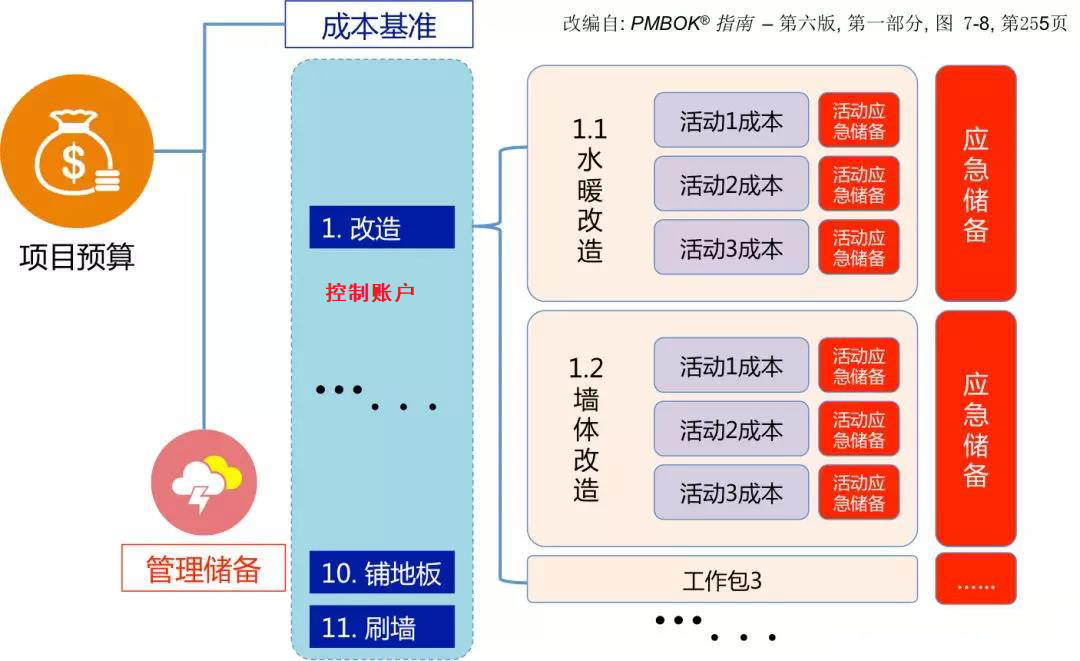 成本基准
改编自: PMBOK® 指南 – 第六版, 第一部分, 图 7-8, 第255页
$
项目预算
1. 改造
控制账户
10. 铺地板
11. 刷墙
管理储备
1.1
水
暖
改
造
活动1成本
活动应
急储备
活动2成本
活动应
急储备
活动3成本
活动应
急储备
应
急
储
备
1.2
墙
体
改
造
活动1成本
活动应
急储备
活动2成本
活动应
急储备
活动3成本
活动应
急储备
应
急
储
备
工作包3
……